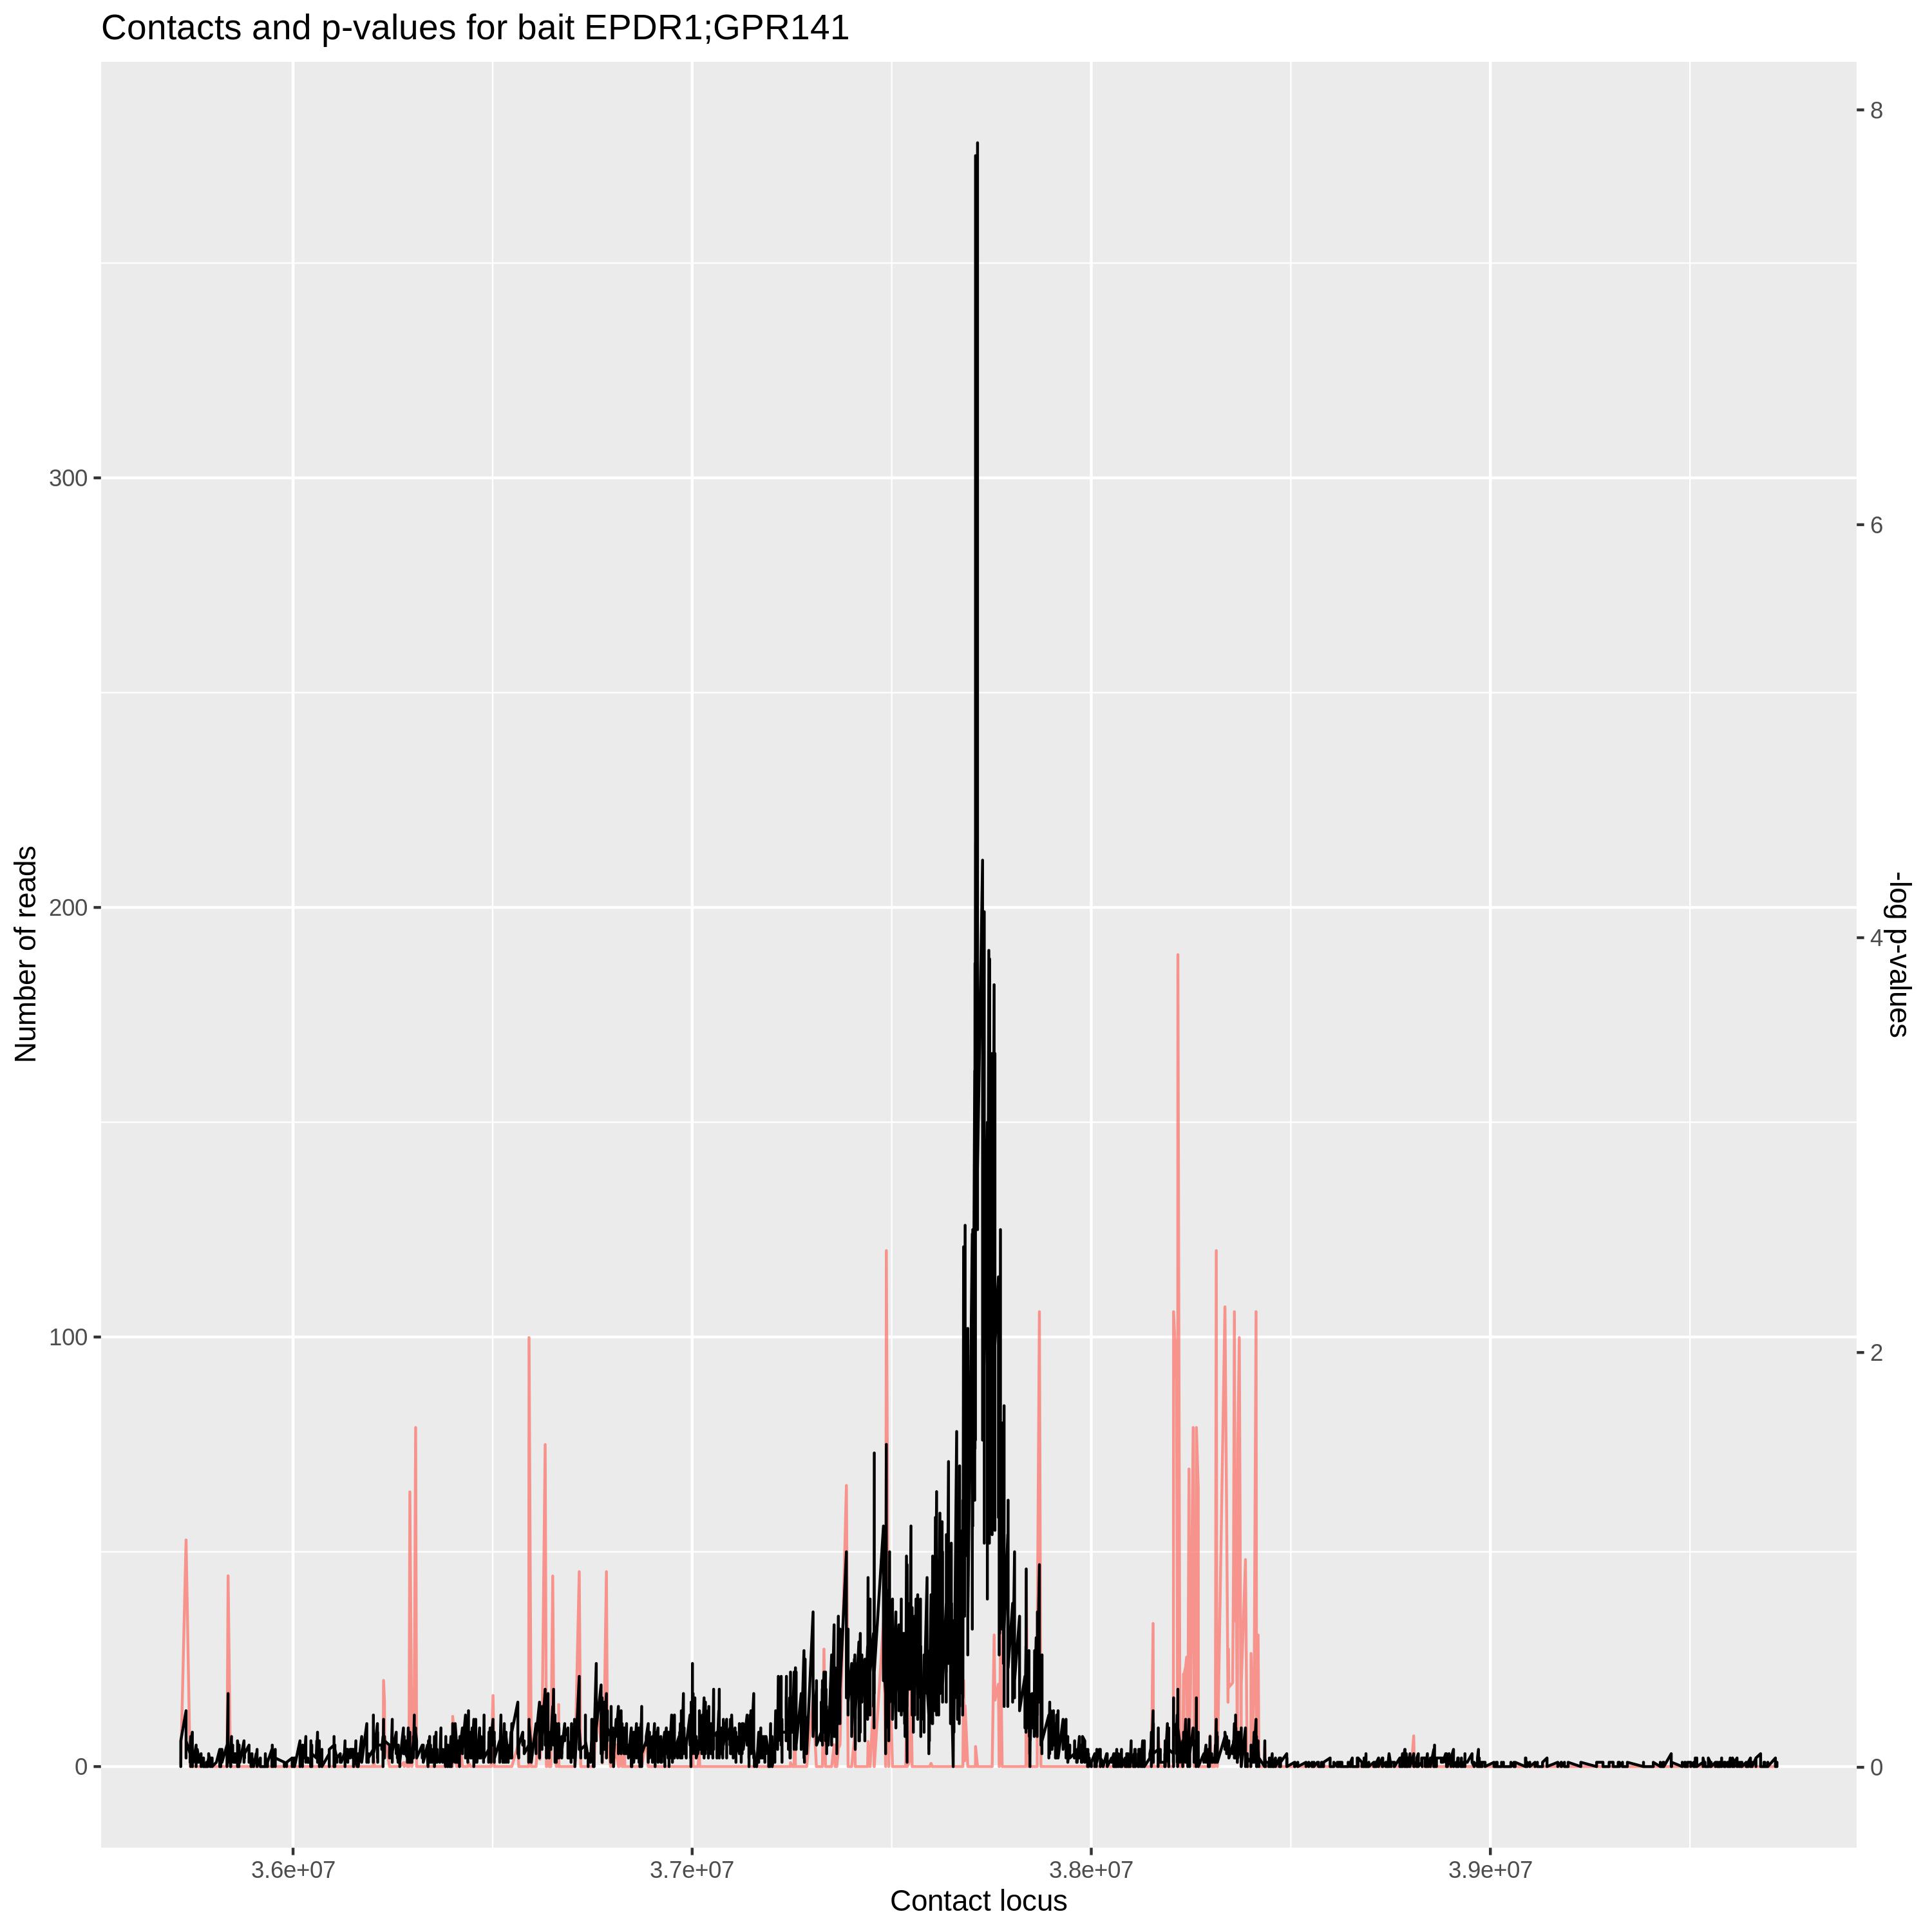 Contacts and p-values for bait EPDR1;GPR141
Number of reads
300
200
100
0
8
6
4
2
0
-log p-values
3.6e+07
3.7e+07
3.8e+07
3.9e+07
Contact locus